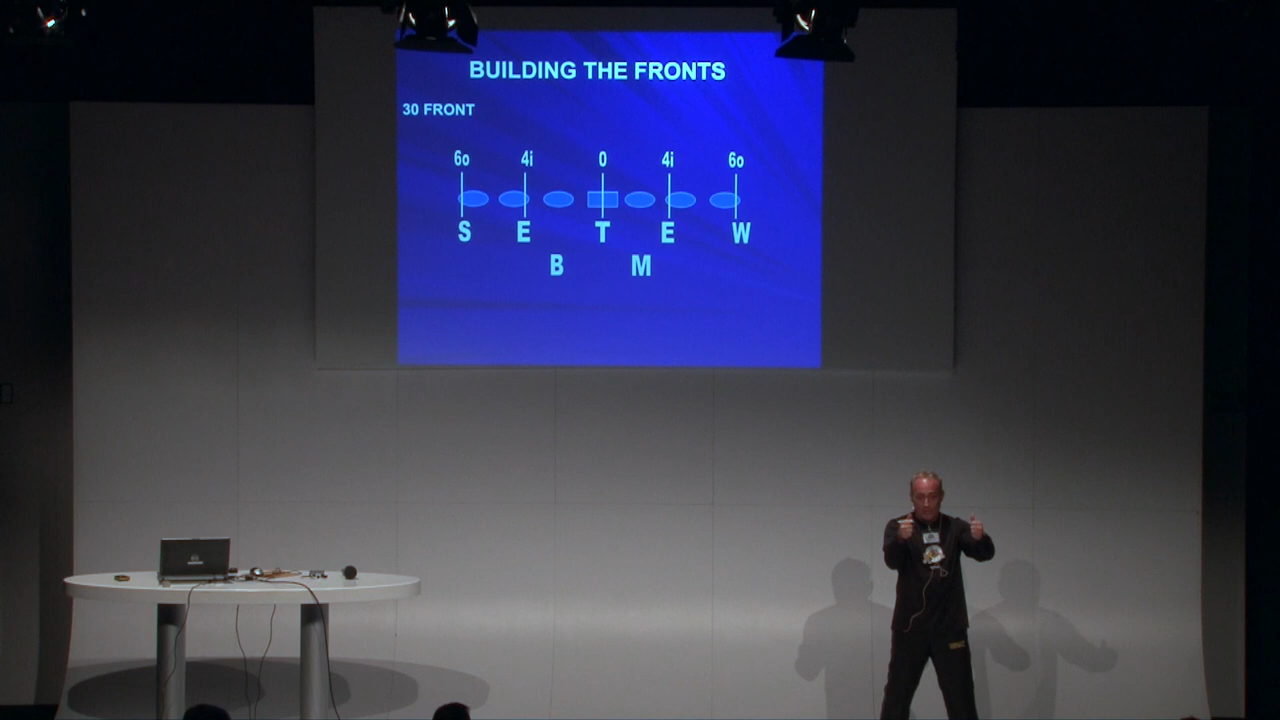 BUILDING THE FRONTS
30 FRONT
6o 4i 0 4i 6o
S E T E W
B M